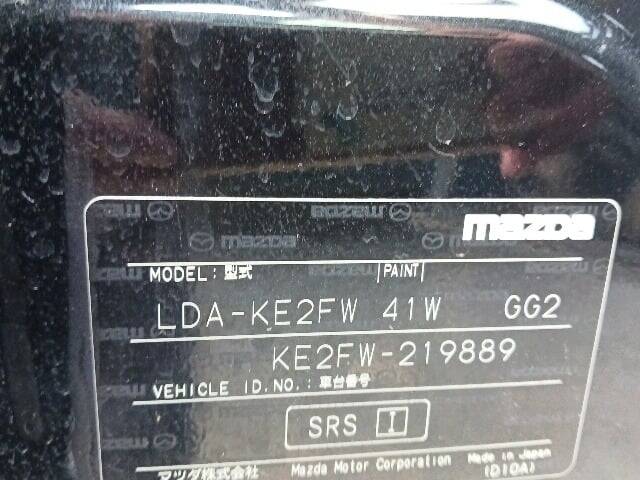 mazda
MODEL:型式 PAINT
LDA-KE2FW 41W GG2
KE2FW-219889
VEHICLE ID.NO.:車台番号
SRS I
マツダ株式会社 Mazda Motor Corporation Made in Japan
(D10A)